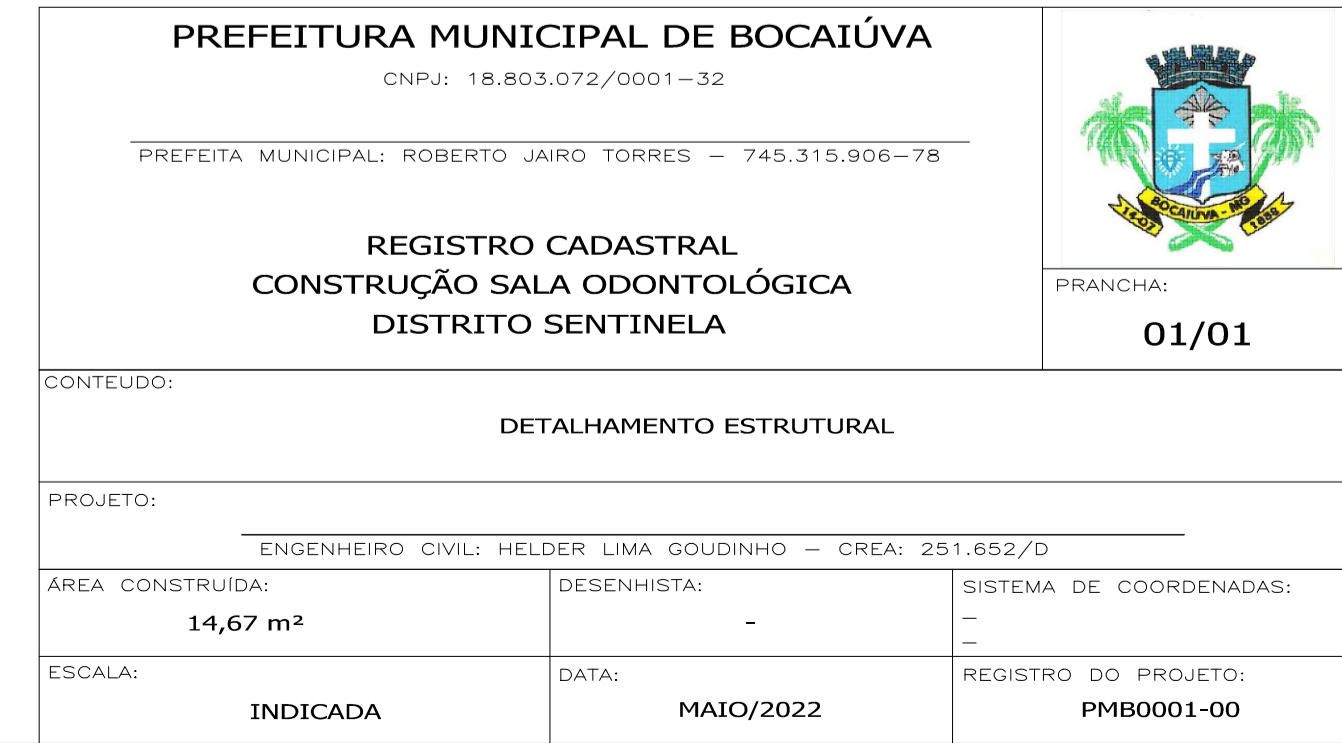 PREFEITURA MUNICIPAL DE BOCAIÚVA
CNPJ: 18.803.072/0001-32
PREFEITA MUNICIPAL: ROBERTO JAIRO TORRES - 745.315.906-78
REGISTRO CADASTRAL
CONSTRUÇÃO SALA ODONTOLÓGICA
DISTRITO SENTINELA
14-07 BOCAIÚVA - MG 1888
PRANCHA:
01/01
CONTEUDO:
DETALHAMENTO ESTRUTURAL
PROJETO:
ENGENHEIRO CIVIL: HELDER LIMA GOUDINHO - CREA: 251.652/D
ÁREA CONSTRUÍDA:
14,67 m²
DESENHISTA:
-
SISTEMA DE COORDENADAS:
-
-
ESCALA:
INDICADA
DATA:
MAIO/2022
REGISTRO DO PROJETO:
PMB0001-00